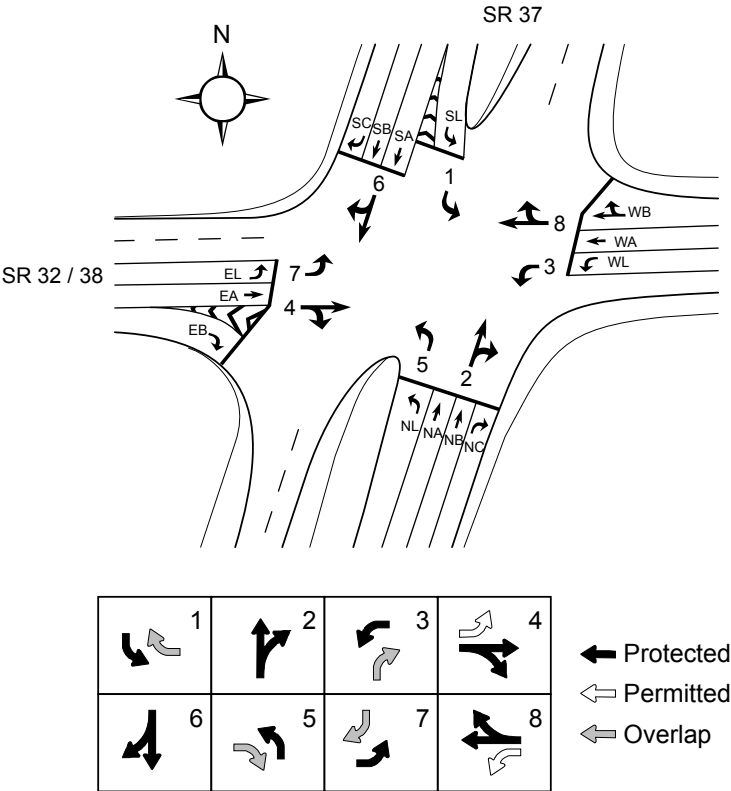 SR 37
N
SC
SB
SA
SL
6
1
8
WB
WA
3
WL
SR 32 / 38
EL
7
EA
4
EB
5
2
NL
NA
NB
NC
1
2
3
4
6
5
7
8
Protected
Permitted
Overlap